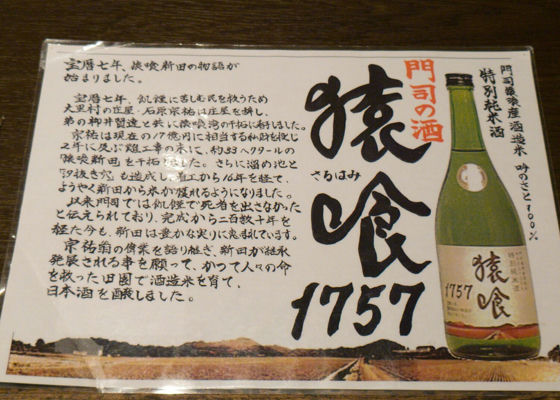 宝暦七年、猿喰新田の物語が
始まりました。
宝暦七年、飢饉に苦しむ民を救うため
大里村の庄屋、石原宗祐は庄屋を辞し、
弟の柳井賢達と共に猿喰湾の干拓に着手しました。
宗祐は現在の17億円に相当する私財を投じ
2年に及ぶ難工事の末に、約33ヘクタールの
「猿喰新田」を干拓しました。さらに溜め池と
「汐抜き穴」も造成し、着工から16年を経て、
ようやく新田から米が獲れるようになりました。
以来門司では飢饉で死者を出さなかった
と伝えられており、完成から二百数十年を
経た今も、新田は豊かな実りに充まれています。
宗祐翁の偉業を語り継ぎ、新田が継承
発展される事を願って、かつて人々の命
を救った田圃で酒造米を育て、
日本酒を醸しました。
門司の酒
猿喰
さるはみ
1757
門司猿喰産酒造米 吟のさと100%
特別純米酒
猿喰
1757
特別純米酒